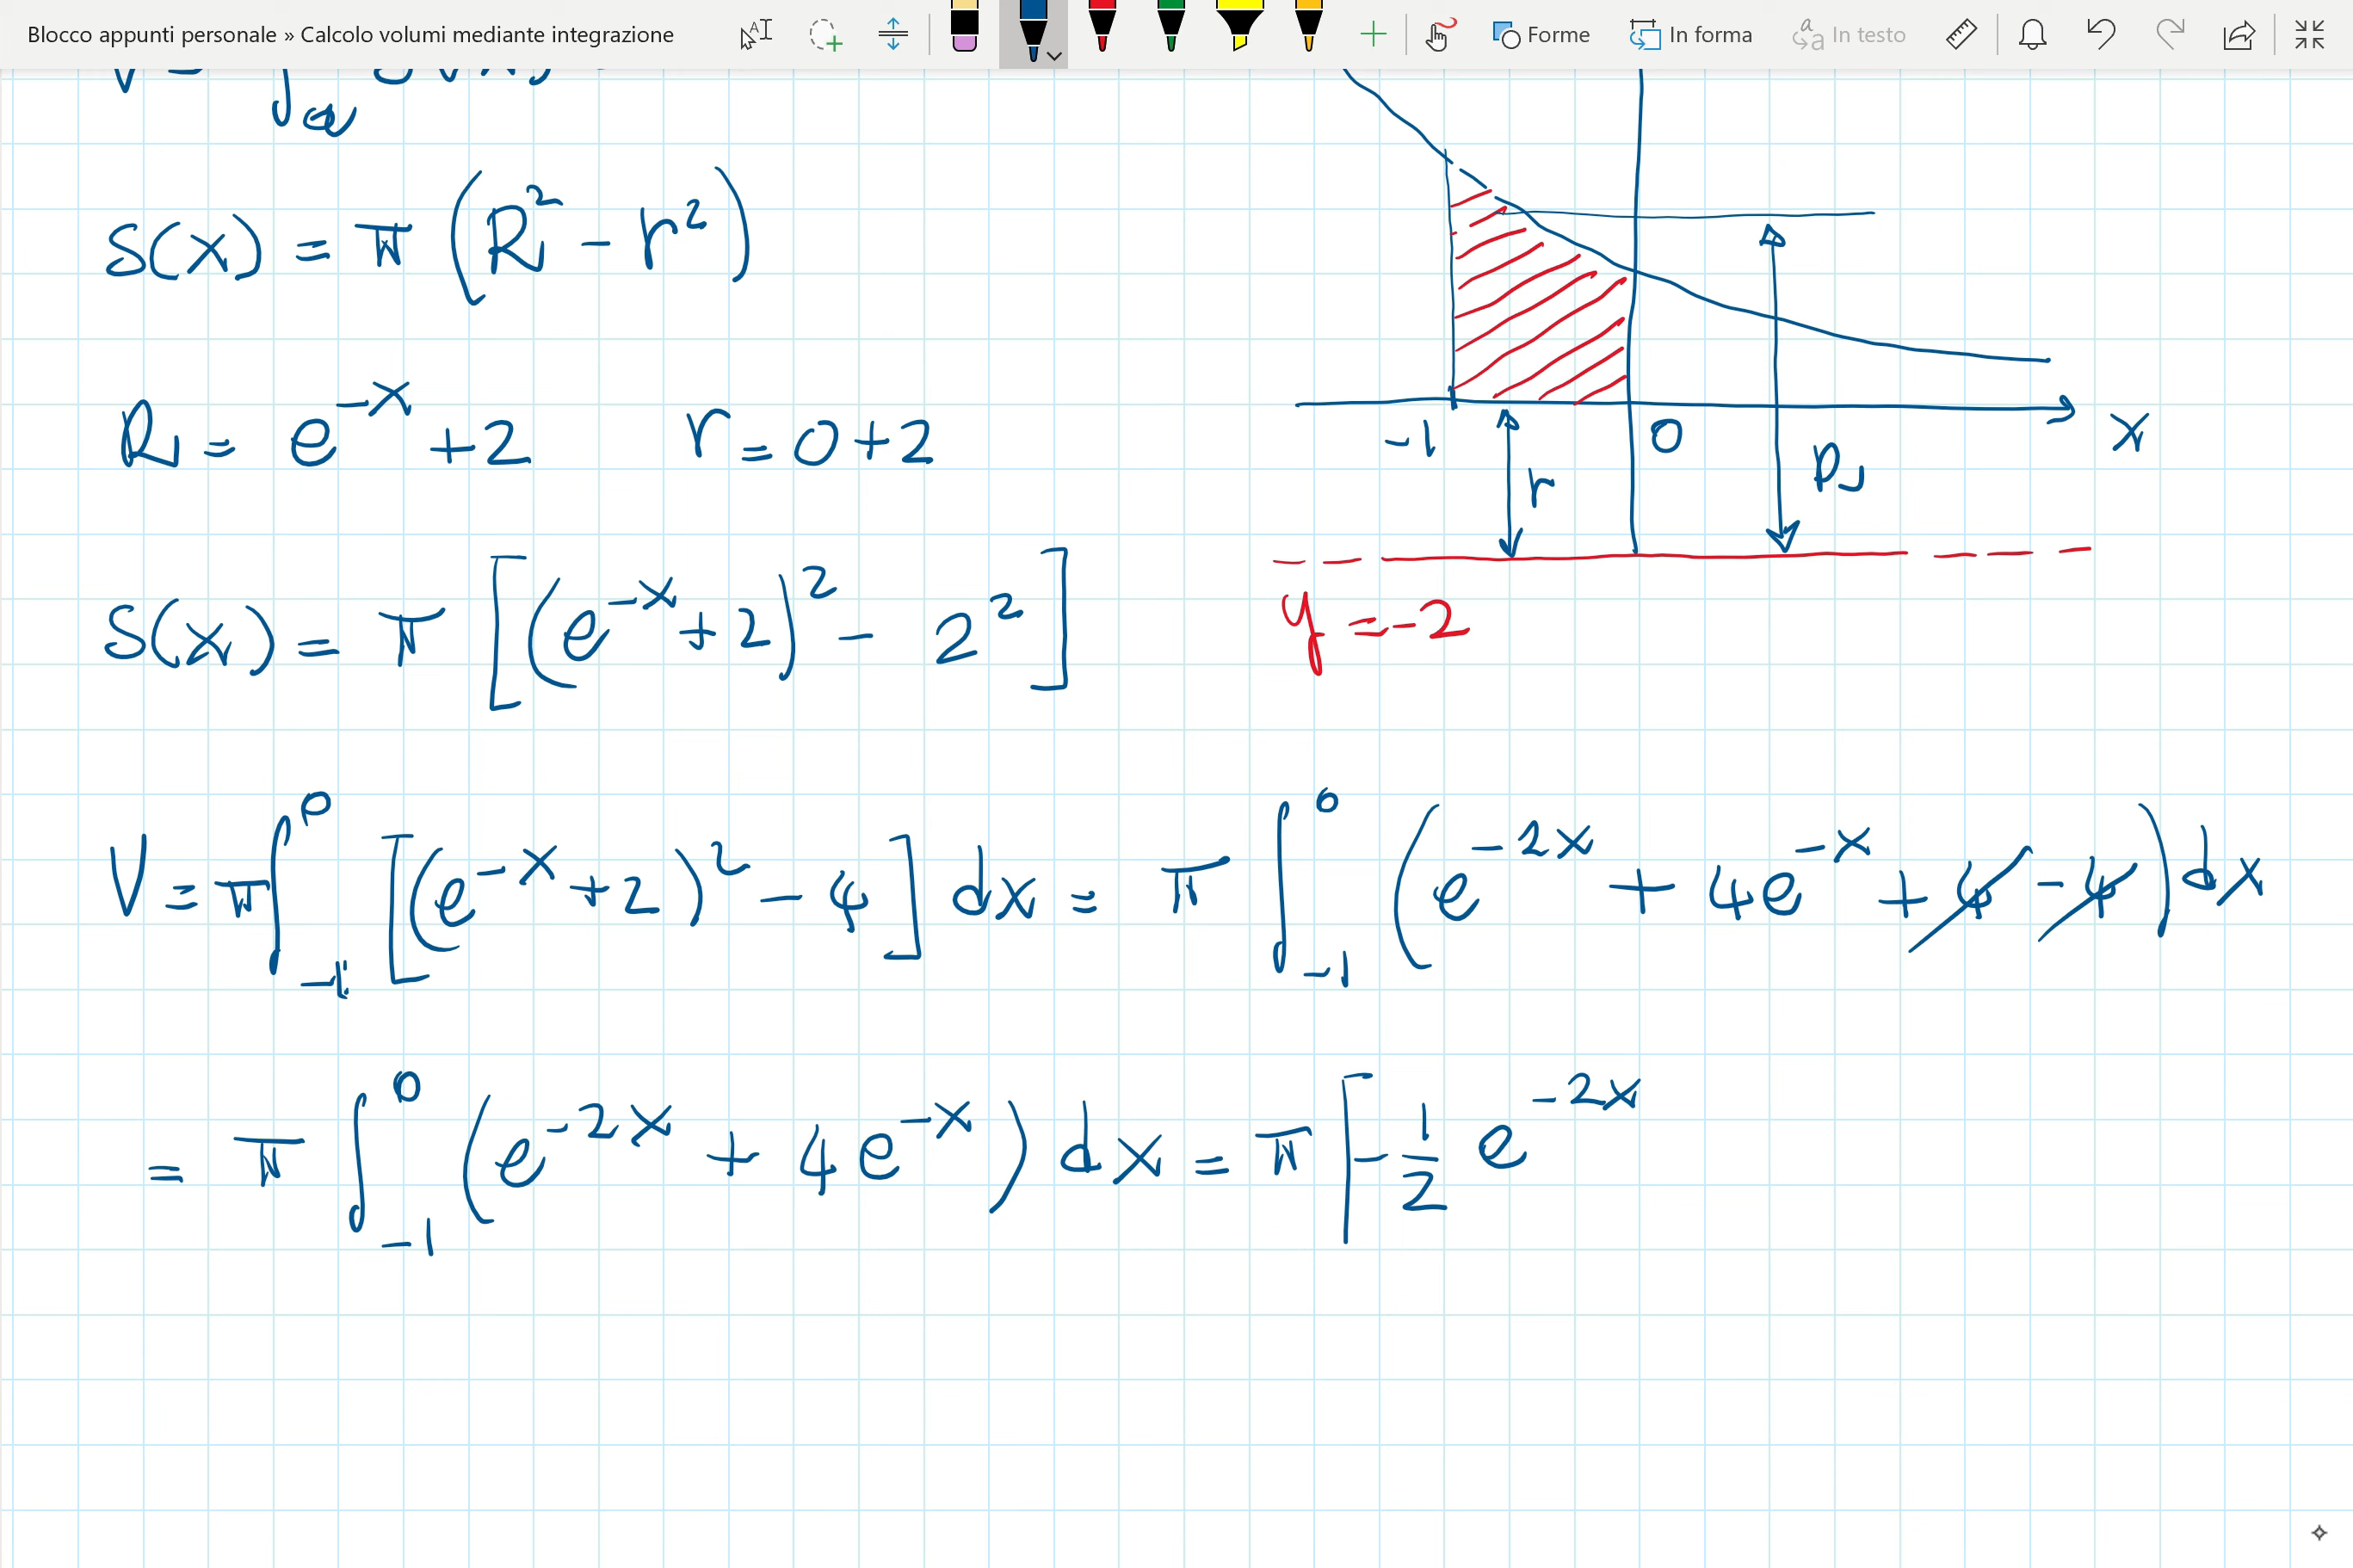 Blocco appunti personale » Calcolo volumi mediante integrazione Forme In forma In testo
S(x) = π (R² - r²)
R = e^{-x} + 2 r = 0 + 2
-1 r 0 R x
S(x) = π [(e^{-x} + 2)² - 2²]
y = -2
V = π ∫_{-1}^{0} [(e^{-x} + 2)² - 4] dx = π ∫_{-1}^{0} (e^{-2x} + 4e^{-x} + 4 - 4) dx
= π ∫_{-1}^{0} (e^{-2x} + 4e^{-x}) dx = π [-1/2 e^{-2x}